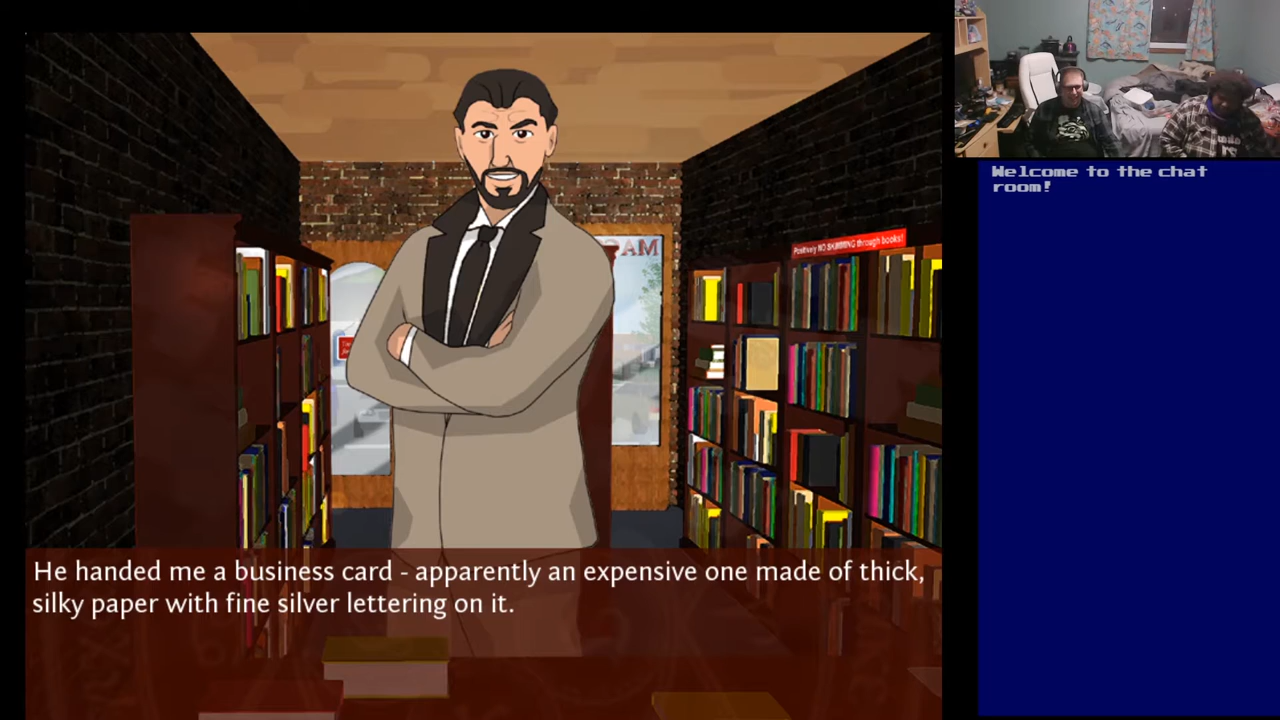 Positively NO SKIMMING through books!
AM
He handed me a business card - apparently an expensive one made of thick,
silky paper with fine silver lettering on it.
Welcome to the chat
room!